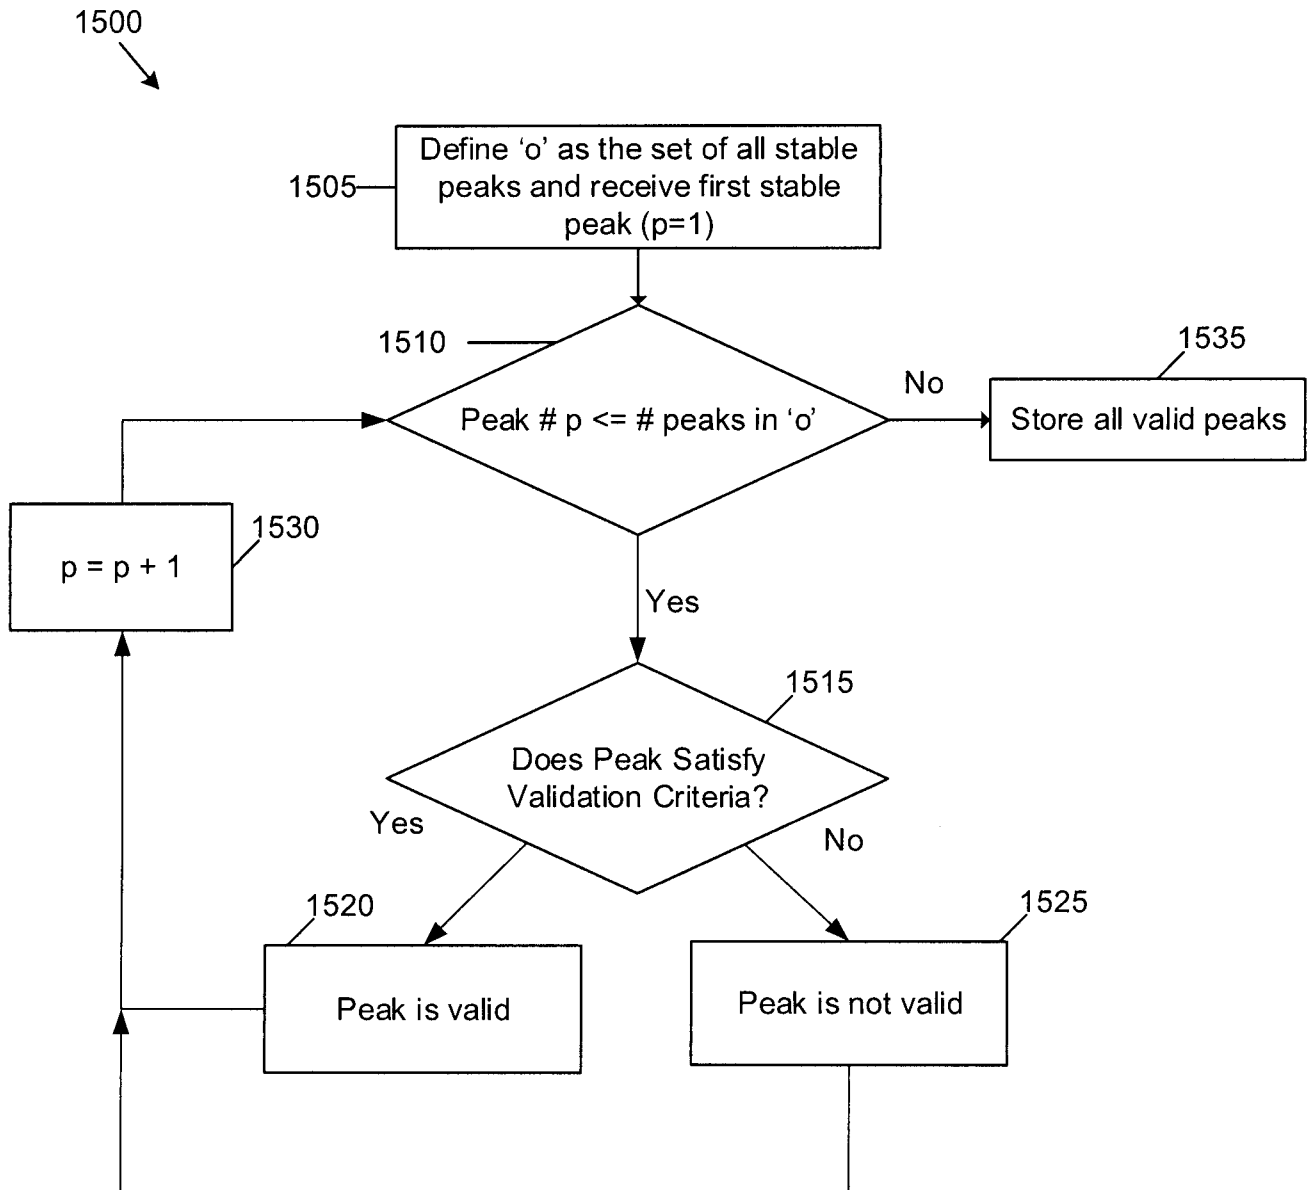 1500
Define ‘o’ as the set of all stable
peaks and receive first stable
peak (p=1)
1505
1510
Peak # p <= # peaks in ‘o’
No
1535
Store all valid peaks
1530
p = p + 1
Yes
1515
Does Peak Satisfy
Validation Criteria?
Yes
No
1520
Peak is valid
1525
Peak is not valid